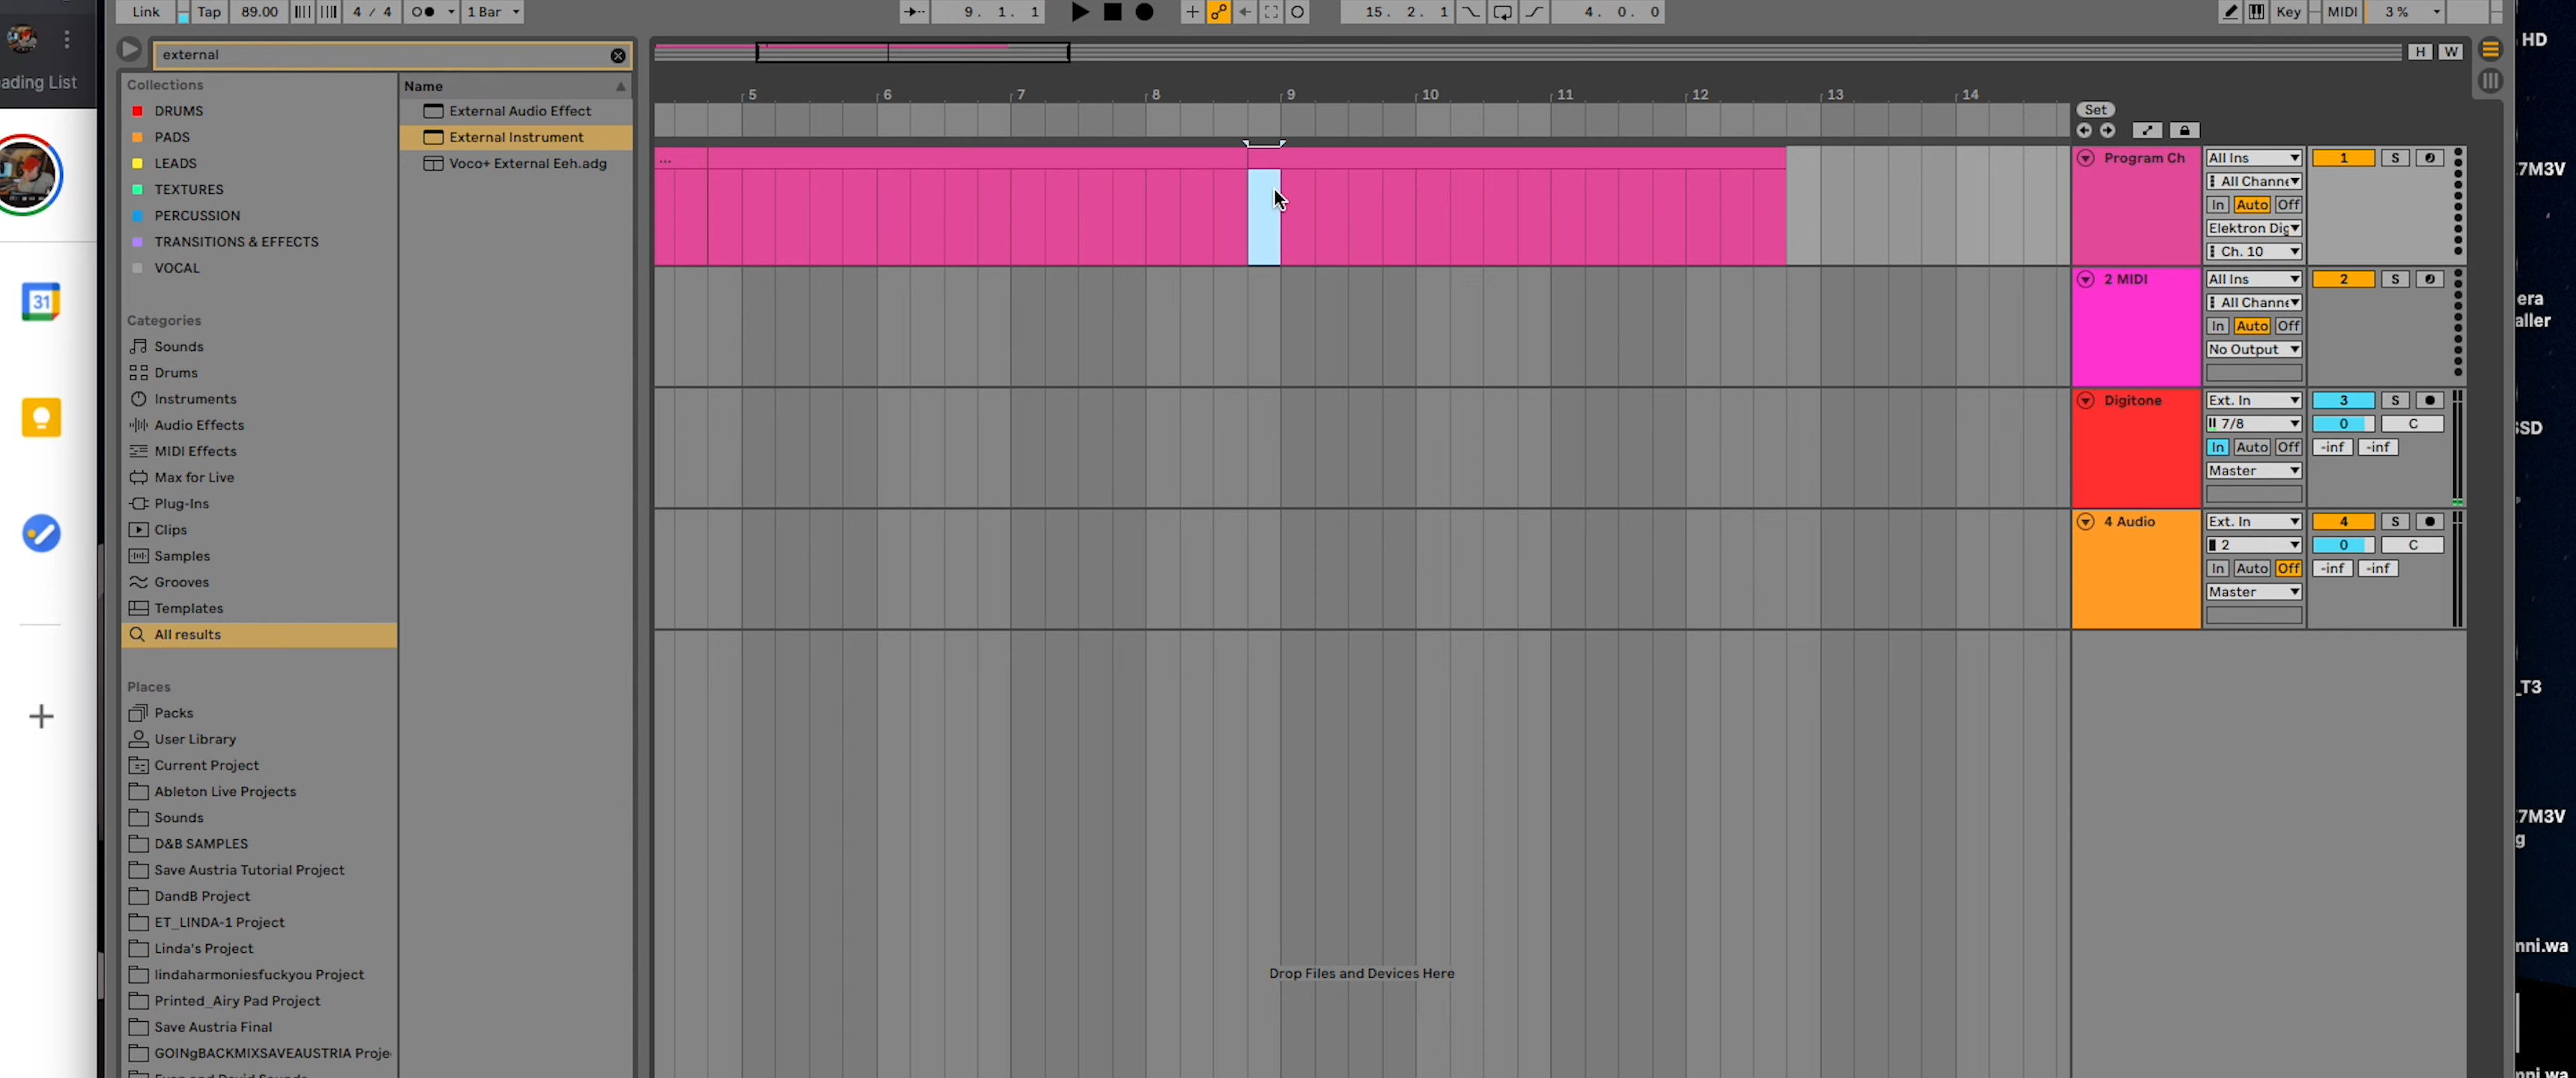 Link Tap 89.00 4 / 4 1 Bar 9. 1. 1 15. 2. 1 4. 0. 0 Key MIDI 3 %
HD
ading List
external
H W
Collections
DRUMS
PADS
LEADS
TEXTURES
PERCUSSION
TRANSITIONS & EFFECTS
VOCAL
Categories
Sounds
Drums
Instruments
Audio Effects
MIDI Effects
Max for Live
Plug-Ins
Clips
Samples
Grooves
Templates
All results
Places
Packs
User Library
Current Project
Ableton Live Projects
Sounds
D&B SAMPLES
Save Austria Tutorial Project
DandB Project
ET_LINDA-1 Project
Linda's Project
lindaharmoniesfuckyou Project
Printed_Airy Pad Project
Save Austria Final
GOINgBACKMIXSAVEAUSTRIA Proje
Name
External Audio Effect
External Instrument
Voco+ External Eeh.adg
5 6 7 8 9 10 11 12 13 14
...
Drop Files and Devices Here
Set
Program Ch All Ins 1 S
All Channe
In Auto Off
Elektron Dig
Ch. 10
2 MIDI All Ins 2 S
All Channe
In Auto Off
No Output
Digitone Ext. In 3 S
7/8 0 C
In Auto Off -inf -inf
Master
4 Audio Ext. In 4 S
2 0 C
In Auto Off -inf -inf
Master
31
7M3V
era
aller
SSD
_T3
7M3V
g
nni.wa
nni.wa